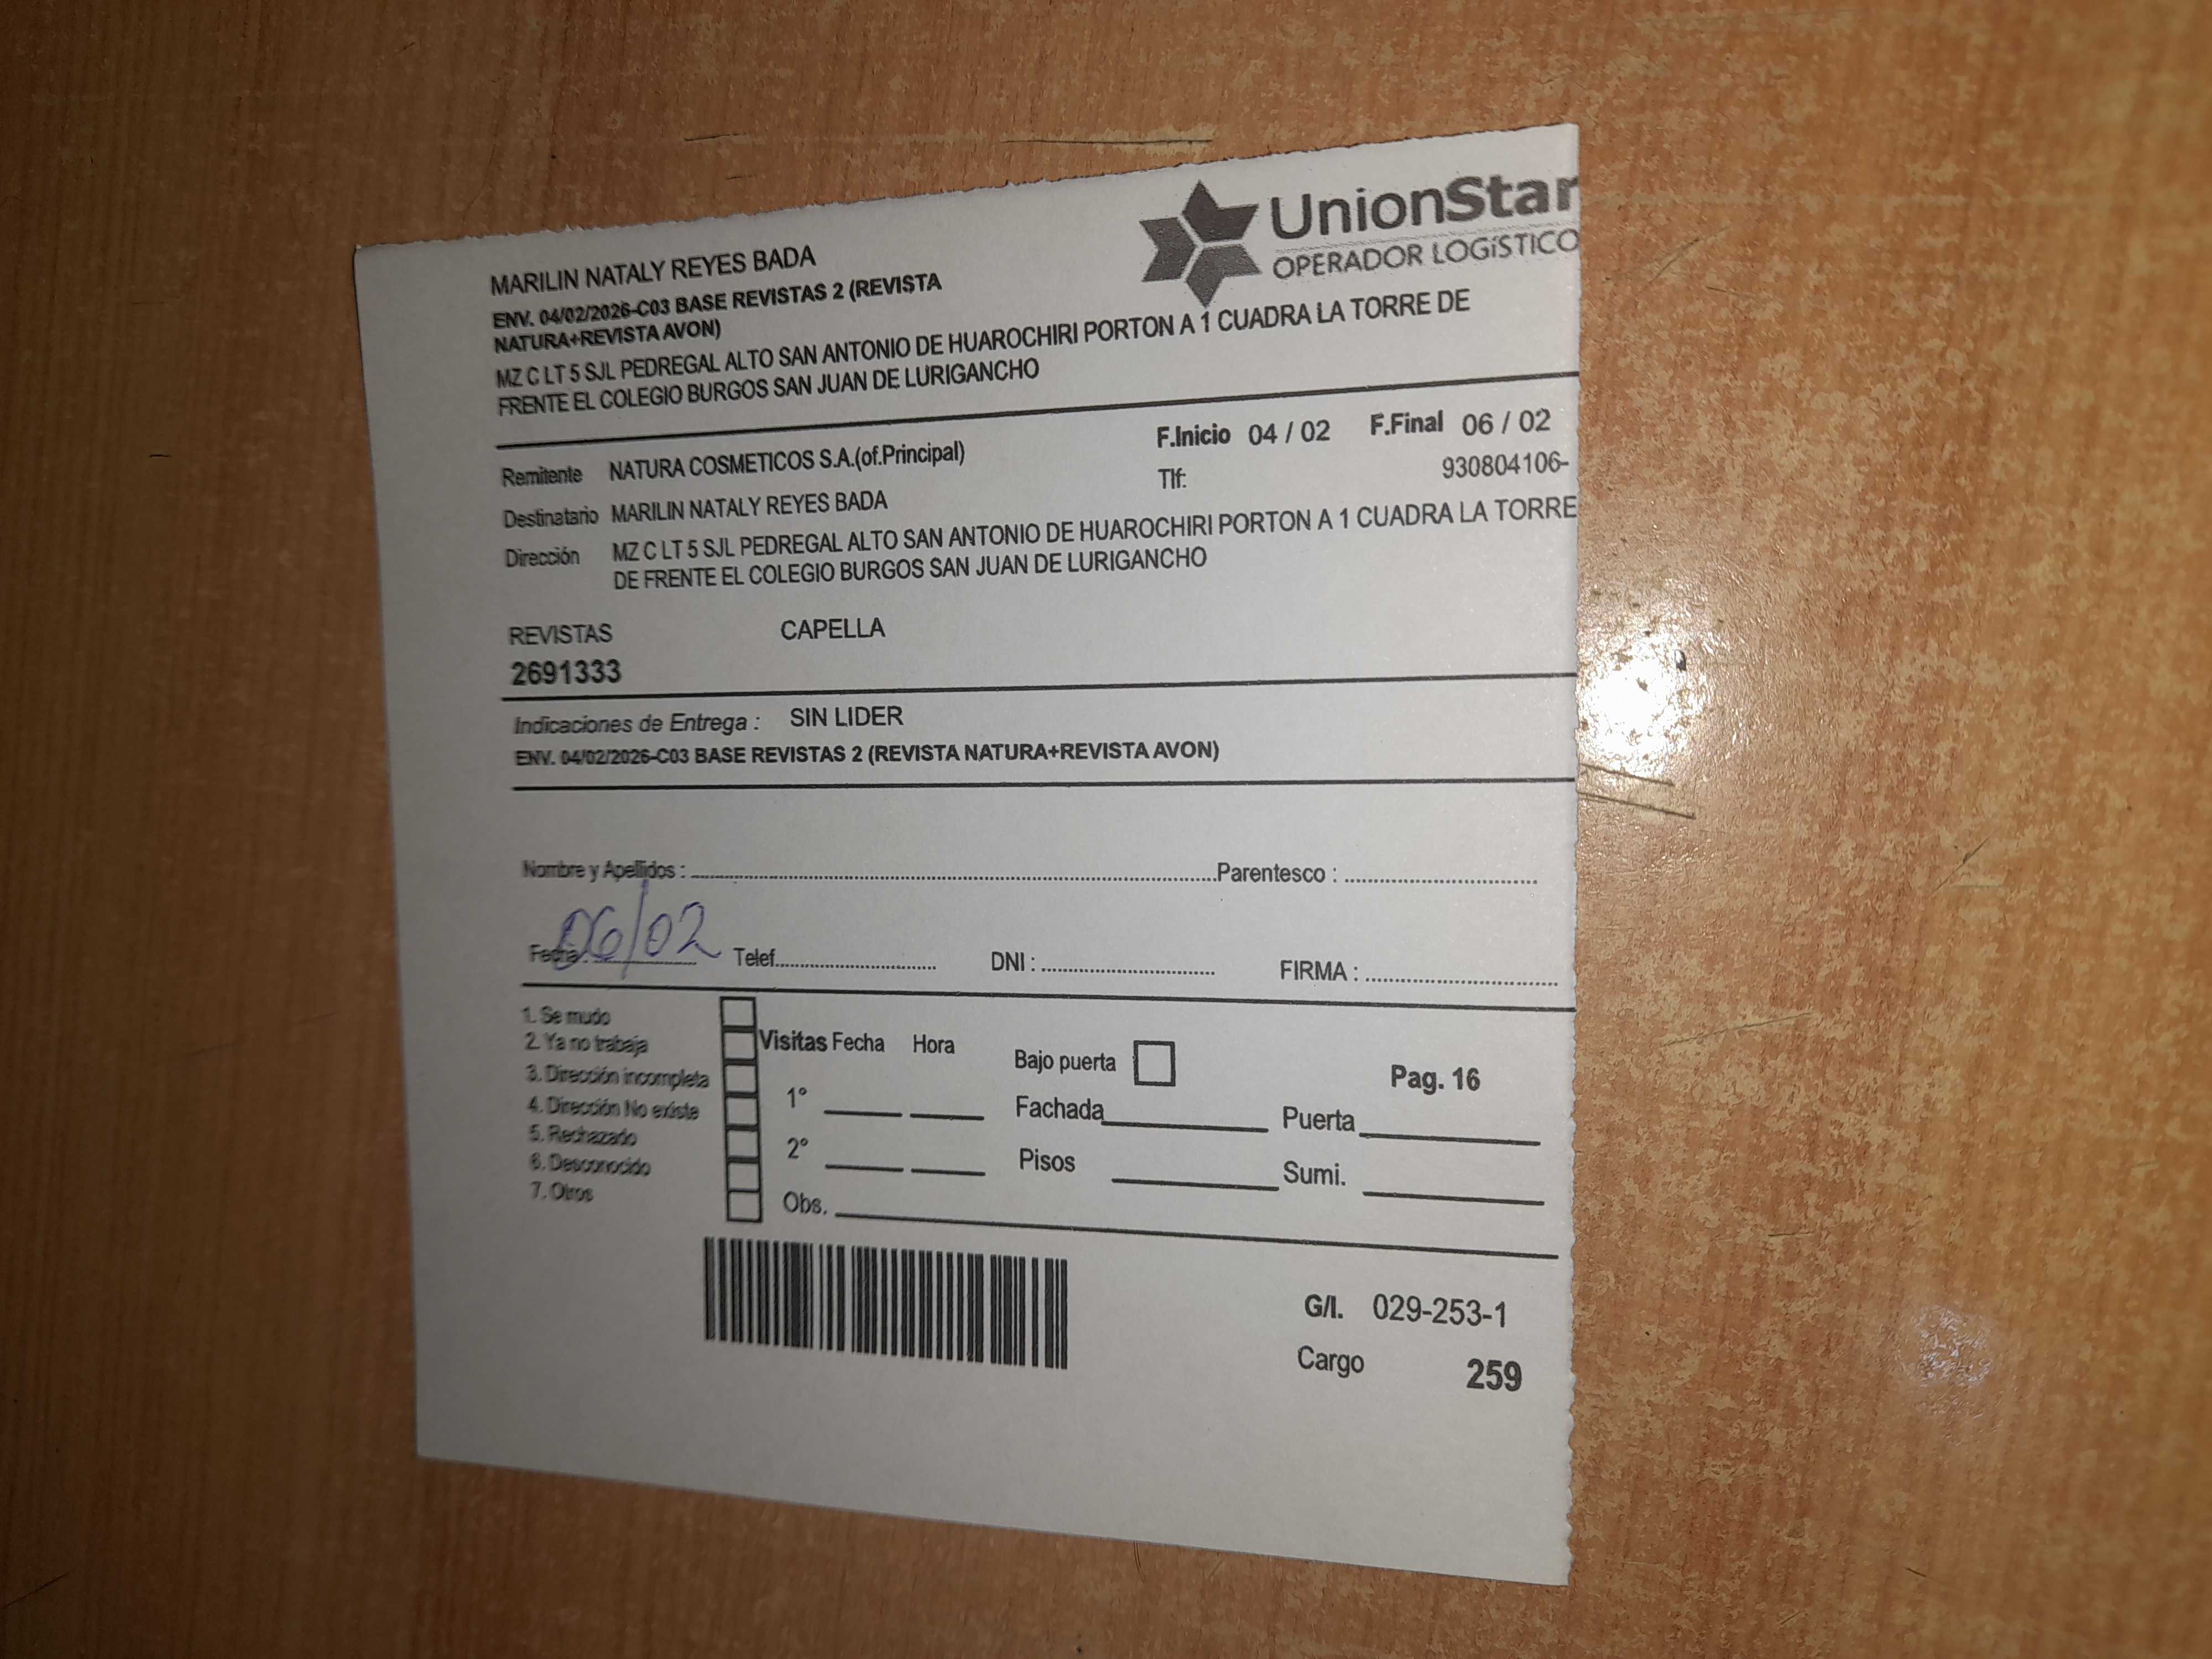 UnionStar
OPERADOR LOGÍSTICO
MARILIN NATALY REYES BADA
ENV. 04/02/2026-C03 BASE REVISTAS 2 (REVISTA
NATURA+REVISTA AVON)
MZ C LT 5 SJL PEDREGAL ALTO SAN ANTONIO DE HUAROCHIRI PORTON A 1 CUADRA LA TORRE DE
FRENTE EL COLEGIO BURGOS SAN JUAN DE LURIGANCHO
F.Inicio 04 / 02 F.Final 06 / 02
Remitente NATURA COSMETICOS S.A.(of.Principal)
Tlf: 930804106-
Destinatario MARILIN NATALY REYES BADA
Dirección MZ C LT 5 SJL PEDREGAL ALTO SAN ANTONIO DE HUAROCHIRI PORTON A 1 CUADRA LA TORRE
DE FRENTE EL COLEGIO BURGOS SAN JUAN DE LURIGANCHO
REVISTAS CAPELLA
2691333
Indicaciones de Entrega : SIN LIDER
ENV. 04/02/2026-C03 BASE REVISTAS 2 (REVISTA NATURA+REVISTA AVON)
Nombre y Apellidos : Parentesco :
Fecha : 06/02 Telef. DNI : FIRMA :
1. Se mudo
2. Ya no trabaja
3. Dirección incompleta
4. Dirección No existe
5. Rechazado
6. Desconocido
7. Otros
Visitas Fecha Hora
1°
2°
Obs.
Bajo puerta
Pag. 16
Fachada Puerta
Pisos Sumi.
G/I. 029-253-1
Cargo 259